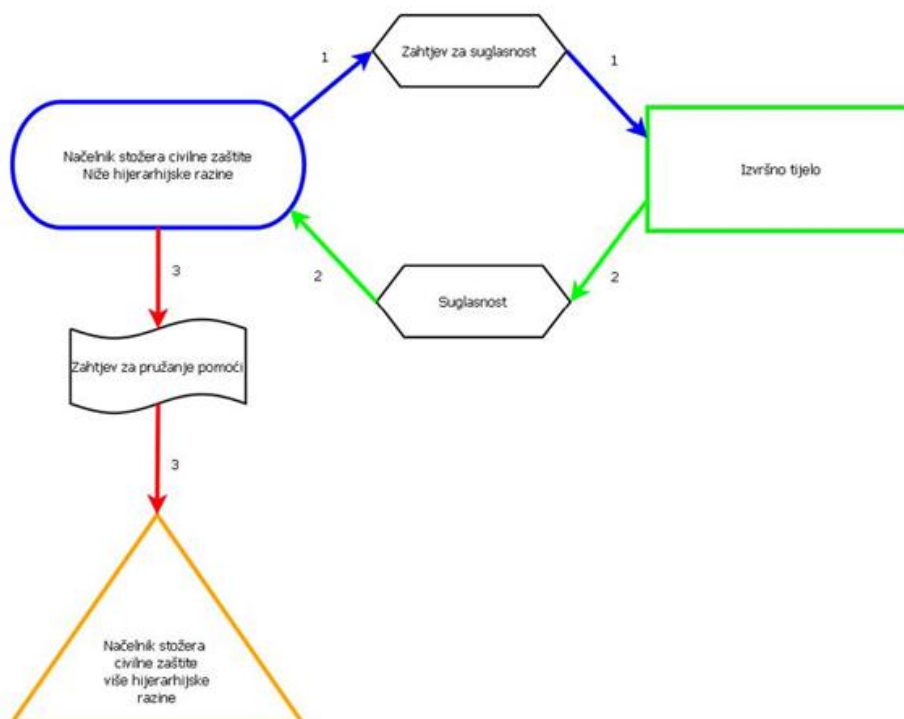 1
Zahtjev za suglasnost
1
Načelnik stožera civilne zaštite
Niže hijerarhijske razine
Izvršno tijelo
3
2
Suglasnost
2
Zahtjev za pružanje pomoći
3
Načelnik stožera
civilne zaštite
više hijerarhijske
razine